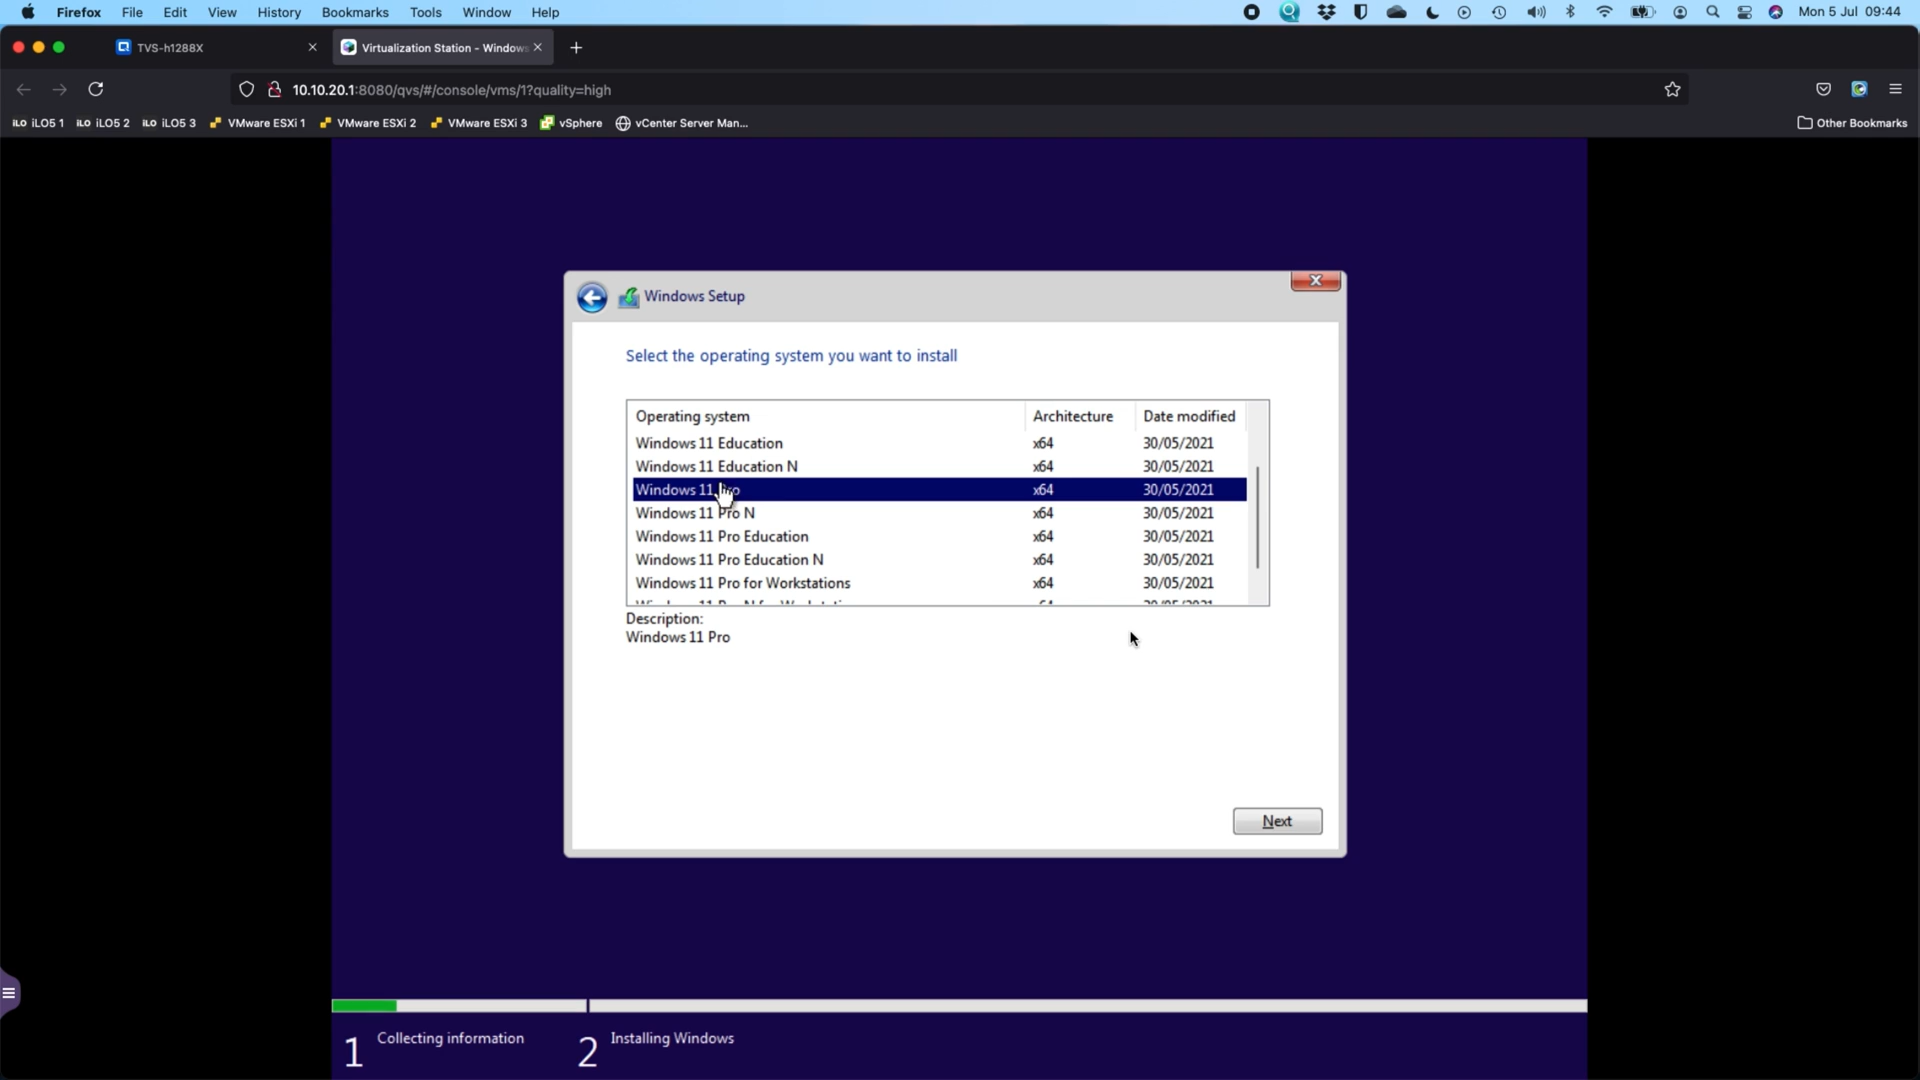 Firefox File Edit View History Bookmarks Tools Window Help Mon 5 Jul 09:44
TVS-h1288X Virtualization Station - Window
10.10.20.1:8080/qvs/#/console/vms/1?quality=high
iLO iLO5 1 iLO iLO5 2 iLO iLO5 3 VMware ESXi 1 VMware ESXi 2 VMware ESXi 3 vSphere vCenter Server Man... Other Bookmarks
Windows Setup
Select the operating system you want to install
Operating system Architecture Date modified
Windows 11 Education x64 30/05/2021
Windows 11 Education N x64 30/05/2021
Windows 11 Pro x64 30/05/2021
Windows 11 Pro N x64 30/05/2021
Windows 11 Pro Education x64 30/05/2021
Windows 11 Pro Education N x64 30/05/2021
Windows 11 Pro for Workstations x64 30/05/2021
Description:
Windows 11 Pro
Next
1 Collecting information 2 Installing Windows